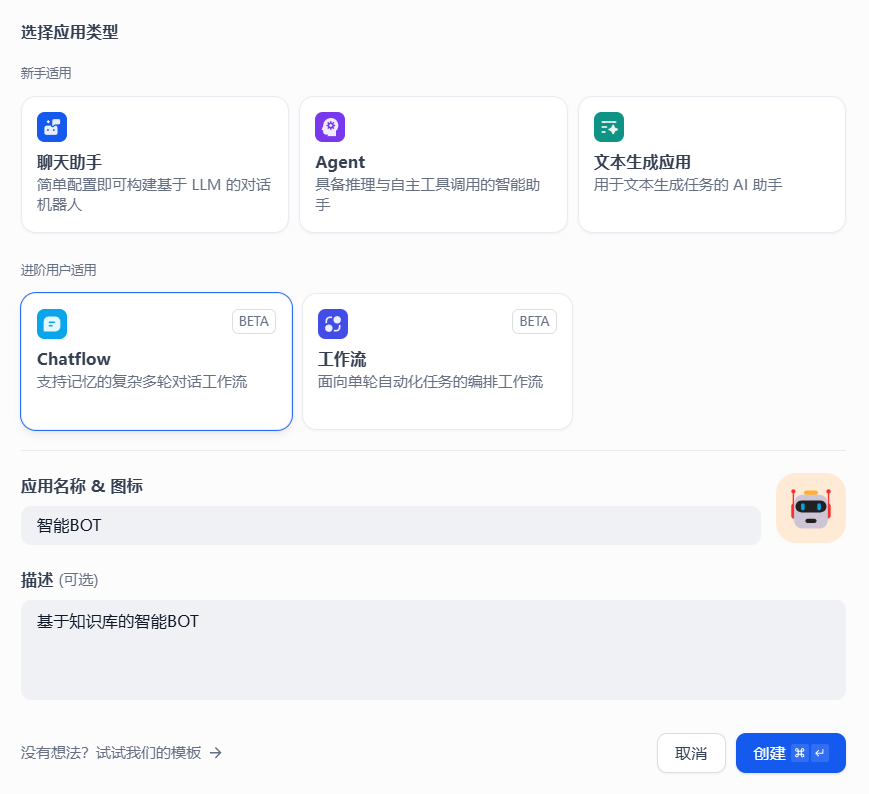 选择应用类型
新手适用
聊天助手
简单配置即可构建基于 LLM 的对话
机器人
Agent
具备推理与自主工具调用的智能助
手
文本生成应用
用于文本生成任务的 AI 助手
进阶用户适用
BETA
Chatflow
支持记忆的复杂多轮对话工作流
BETA
工作流
面向单轮自动化任务的编排工作流
应用名称 & 图标
智能BOT
描述 (可选)
基于知识库的智能BOT
没有想法？试试我们的模板 →
取消
创建 ⌘ ↵